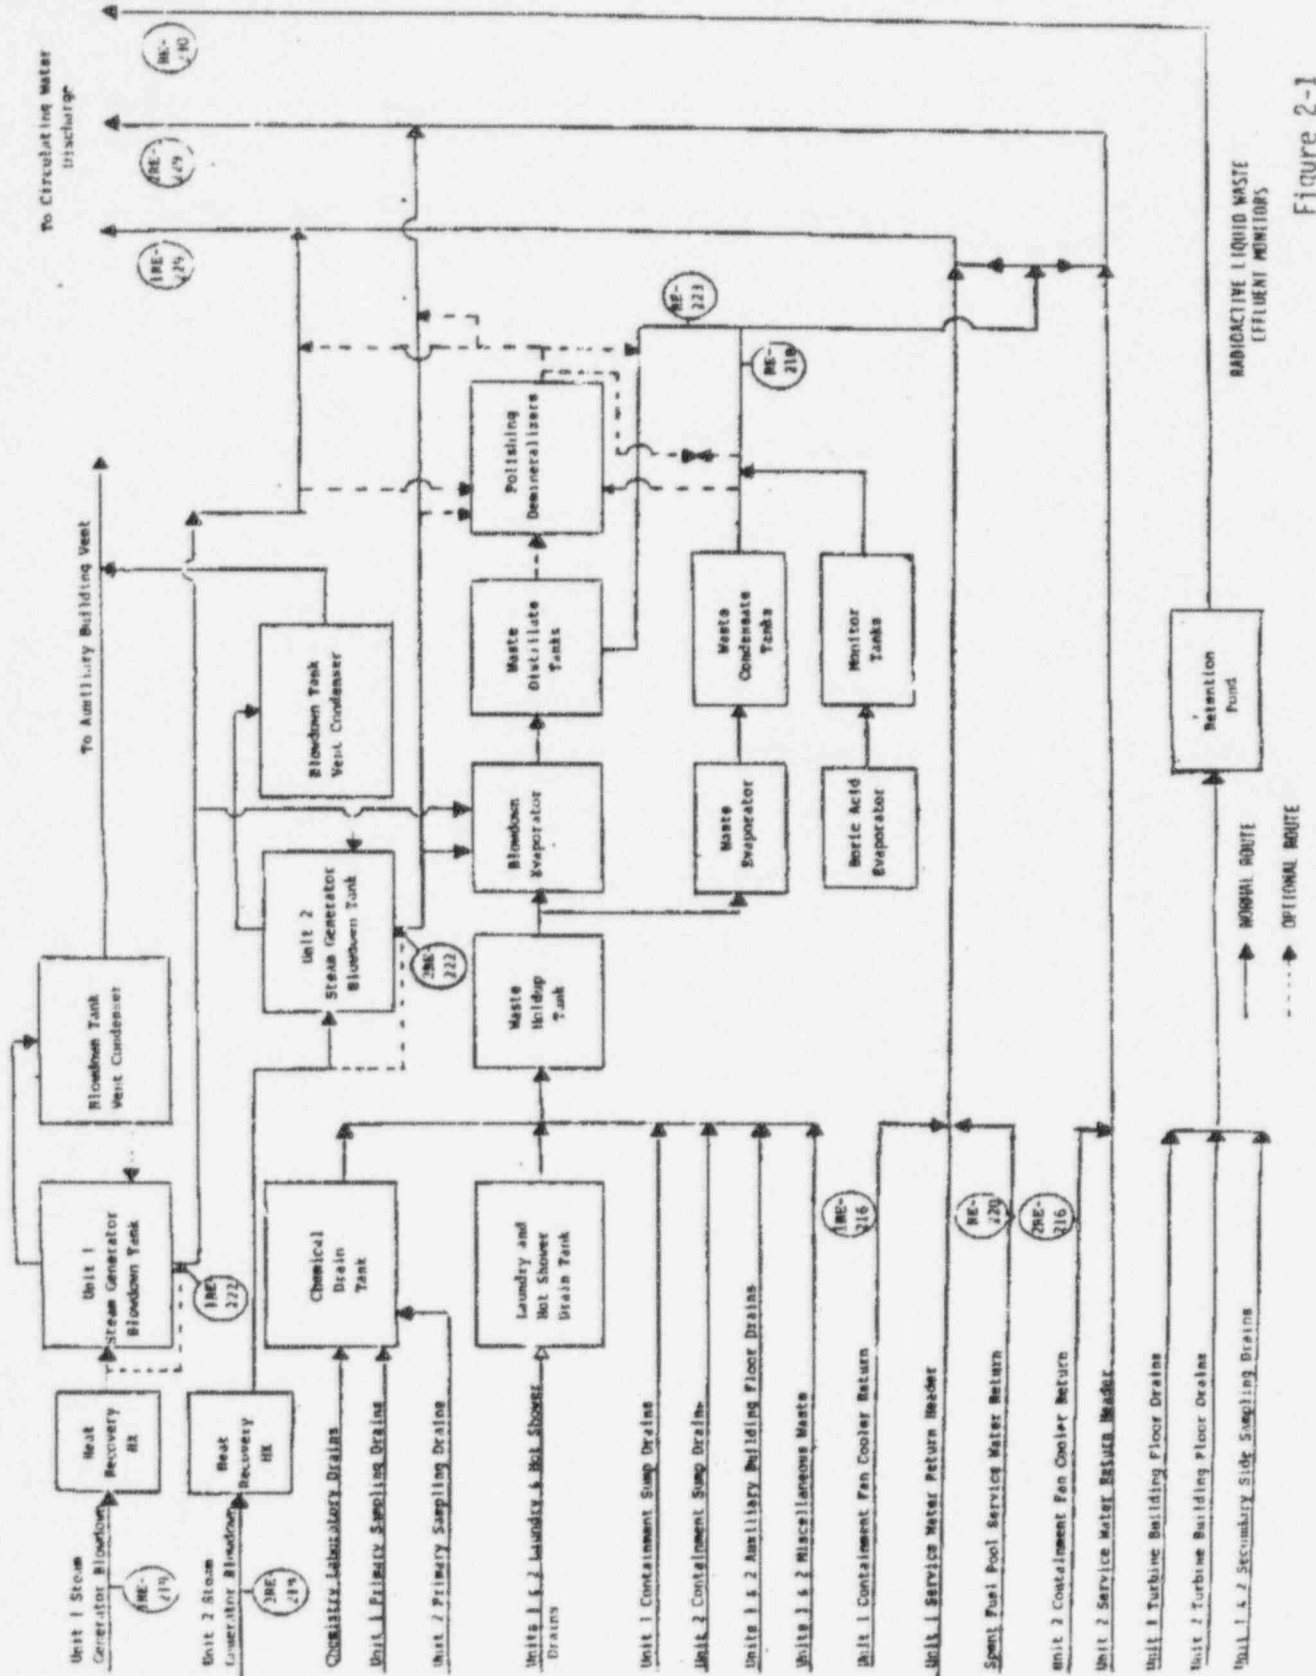 To Circulating Water
Discharge
RE-
230
2RE-
229
1RE-
229
To Auxiliary Building Vent
Blowdown Tank
Vent Condenser
Unit 1
Steam Generator
Blowdown Tank
1RE-
222
Heat
Recovery
HX
Unit 1 Steam
Generator Blowdown
1RE-
219
Blowdown Tank
Vent Condenser
Unit 2
Steam Generator
Blowdown Tank
2RE-
222
Heat
Recovery
HX
Unit 2 Steam
Generator Blowdown
2RE-
219
Chemical
Drain
Tank
Chemistry Laboratory Drains
Unit 1 Primary Sampling Drains
Unit 2 Primary Sampling Drains
Polishing
Demineralizers
Waste
Distillate
Tanks
Blowdown
Evaporator
Waste
Holdup
Tank
Laundry and
Hot Shower
Drain Tank
Units 1 & 2 Laundry & Hot Shower
Drains
RE-
223
RE-
218
Waste
Condensate
Tanks
Waste
Evaporator
Monitor
Tanks
Boric Acid
Evaporator
Unit 1 Containment Sump Drains
Unit 2 Containment Sump Drains
Units 1 & 2 Auxiliary Building Floor Drains
Units 1 & 2 Miscellaneous Waste
1RE-
216
Unit 1 Containment Fan Cooler Return
Unit 1 Service Water Return Header
RE-
220
Spent Fuel Pool Service Water Return
2RE-
216
Unit 2 Containment Fan Cooler Return
Unit 2 Service Water Return Header
Retention
Pond
Unit 1 Turbine Building Floor Drains
Unit 2 Turbine Building Floor Drains
Unit 1 & 2 Secondary Side Sampling Drains
NORMAL ROUTE
OPTIONAL ROUTE
RADIOACTIVE LIQUID WASTE
EFFLUENT MONITORS
Figure 2-1